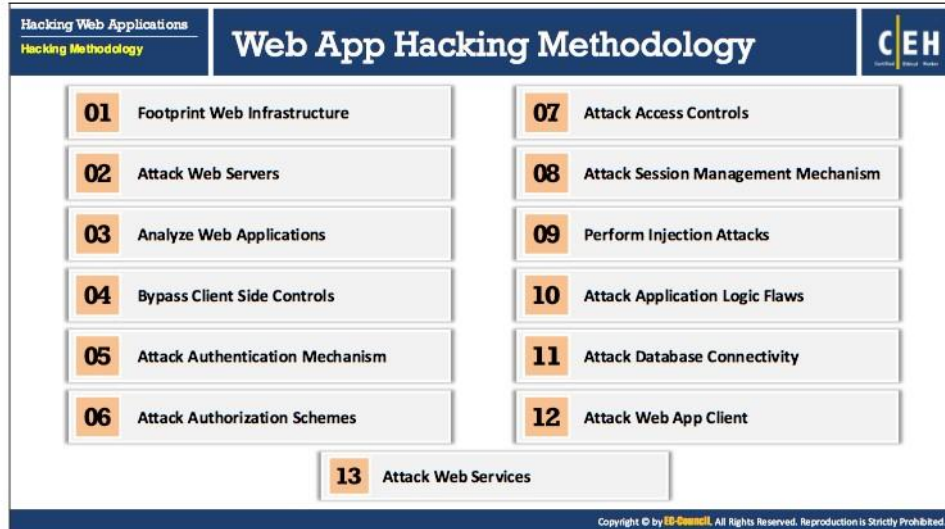 Hacking Web Applications
Hacking Methodology
Web App Hacking Methodology
C|EH
Certified Ethical Hacker
01 Footprint Web Infrastructure
02 Attack Web Servers
03 Analyze Web Applications
04 Bypass Client Side Controls
05 Attack Authentication Mechanism
06 Attack Authorization Schemes
07 Attack Access Controls
08 Attack Session Management Mechanism
09 Perform Injection Attacks
10 Attack Application Logic Flaws
11 Attack Database Connectivity
12 Attack Web App Client
13 Attack Web Services
Copyright © by EC-Council. All Rights Reserved. Reproduction is Strictly Prohibited